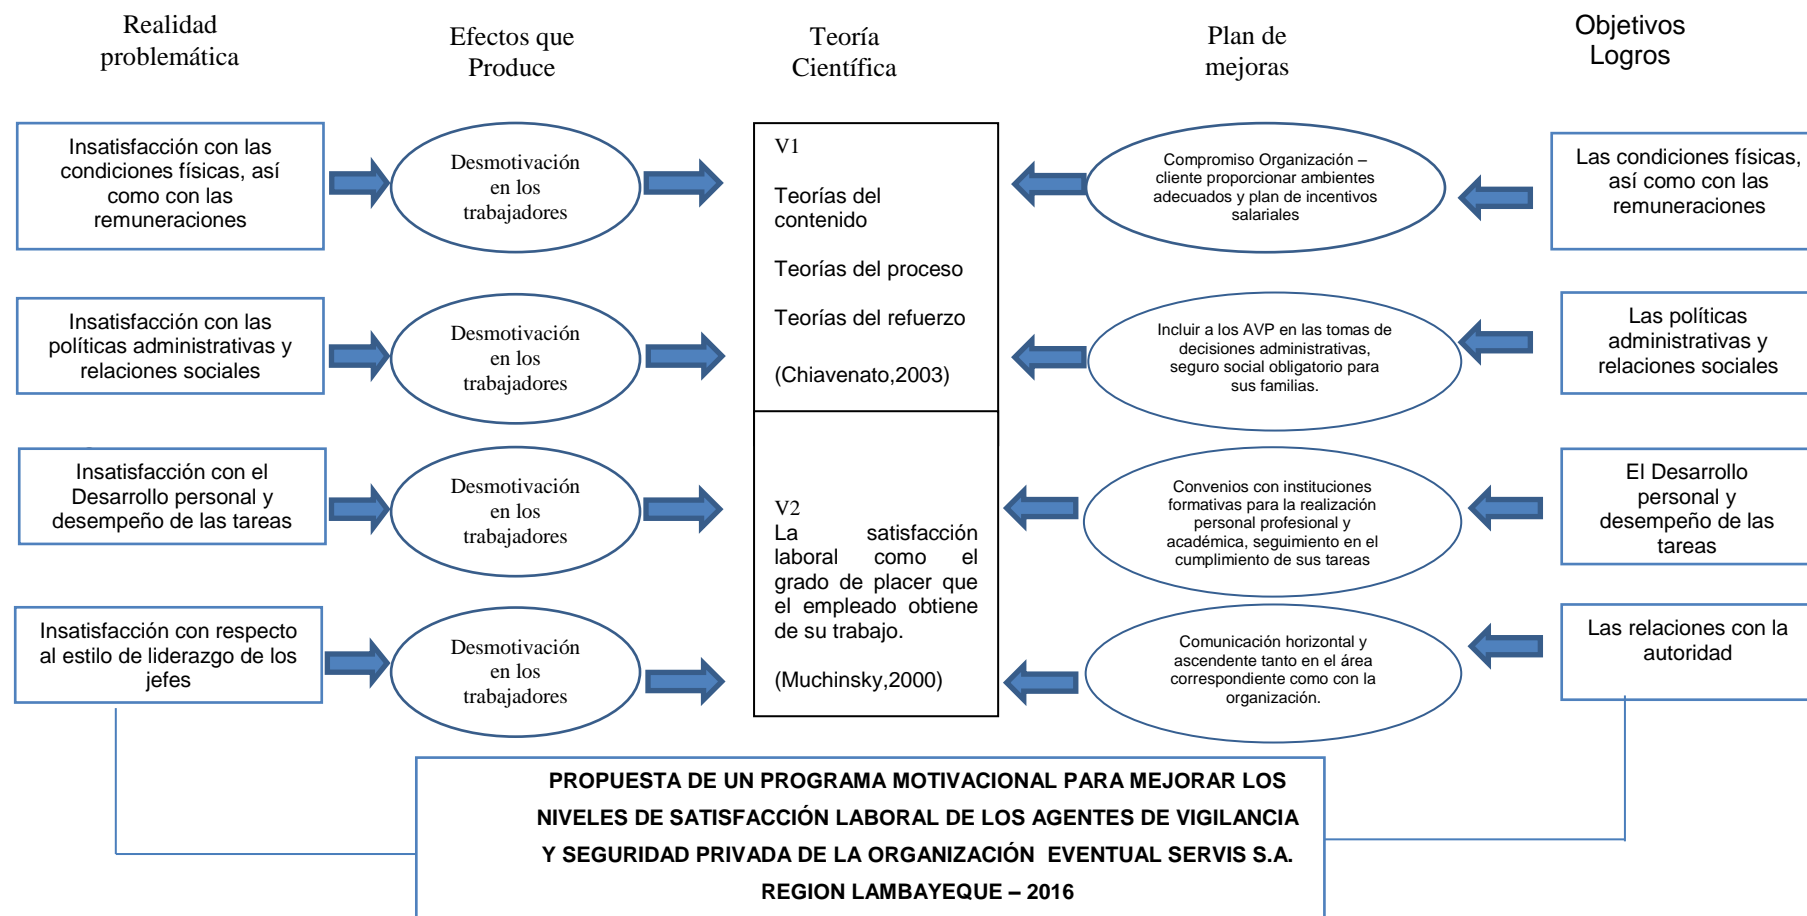 Realidad
problemática
Efectos que
Produce
Teoría
Científica
Plan de
mejoras
Objetivos
Logros
Insatisfacción con las
condiciones físicas, así
como con las
remuneraciones
Desmotivación
en los
trabajadores
V1
Teorías del
contenido
Teorías del proceso
Teorías del refuerzo
(Chiavenato,2003)
Compromiso Organización –
cliente proporcionar ambientes
adecuados y plan de incentivos
salariales
Las condiciones físicas,
así como con las
remuneraciones
Insatisfacción con las
políticas administrativas y
relaciones sociales
Desmotivación
en los
trabajadores
Incluir a los AVP en las tomas de
decisiones administrativas,
seguro social obligatorio para
sus familias.
Las políticas
administrativas y
relaciones sociales
Insatisfacción con el
Desarrollo personal y
desempeño de las tareas
Desmotivación
en los
trabajadores
V2
La satisfacción
laboral como el
grado de placer que
el empleado obtiene
de su trabajo.
(Muchinsky,2000)
Convenios con instituciones
formativas para la realización
personal profesional y
académica, seguimiento en el
cumplimiento de sus tareas
El Desarrollo
personal y
desempeño de las
tareas
Insatisfacción con respecto
al estilo de liderazgo de los
jefes
Desmotivación
en los
trabajadores
Comunicación horizontal y
ascendente tanto en el área
correspondiente como con la
organización.
Las relaciones con la
autoridad
PROPUESTA DE UN PROGRAMA MOTIVACIONAL PARA MEJORAR LOS
NIVELES DE SATISFACCIÓN LABORAL DE LOS AGENTES DE VIGILANCIA
Y SEGURIDAD PRIVADA DE LA ORGANIZACIÓN EVENTUAL SERVIS S.A.
REGION LAMBAYEQUE – 2016